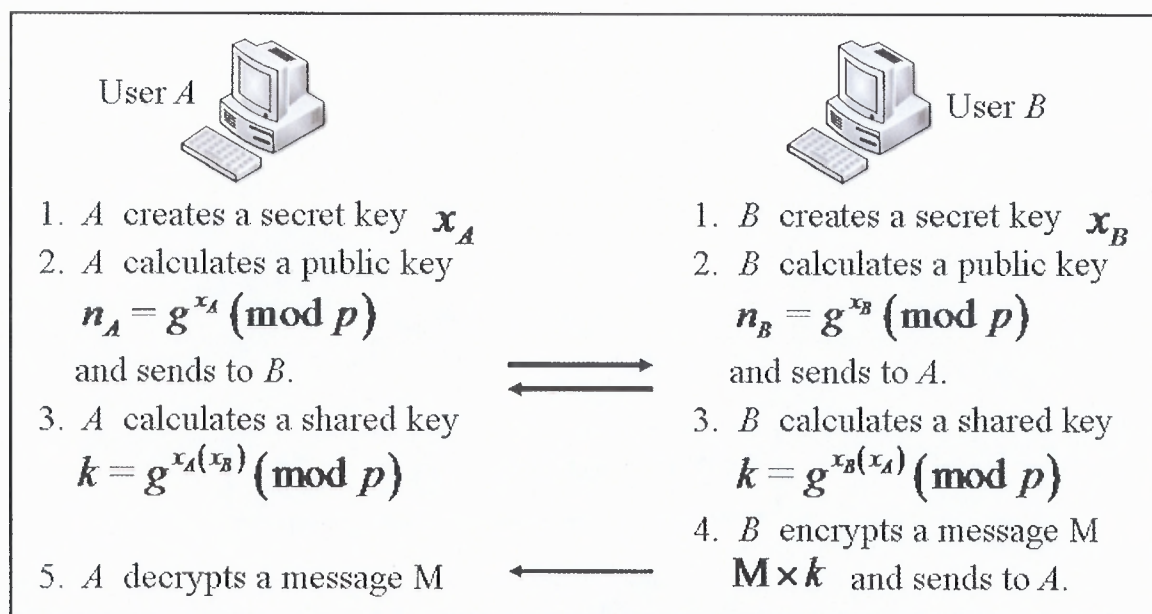 User A
1. A creates a secret key x_A
2. A calculates a public key
n_A = g^{x_A} (mod p)
and sends to B.
3. A calculates a shared key
k = g^{x_A(x_B)} (mod p)
5. A decrypts a message M
User B
1. B creates a secret key x_B
2. B calculates a public key
n_B = g^{x_B} (mod p)
and sends to A.
3. B calculates a shared key
k = g^{x_B(x_A)} (mod p)
4. B encrypts a message M
M × k and sends to A.